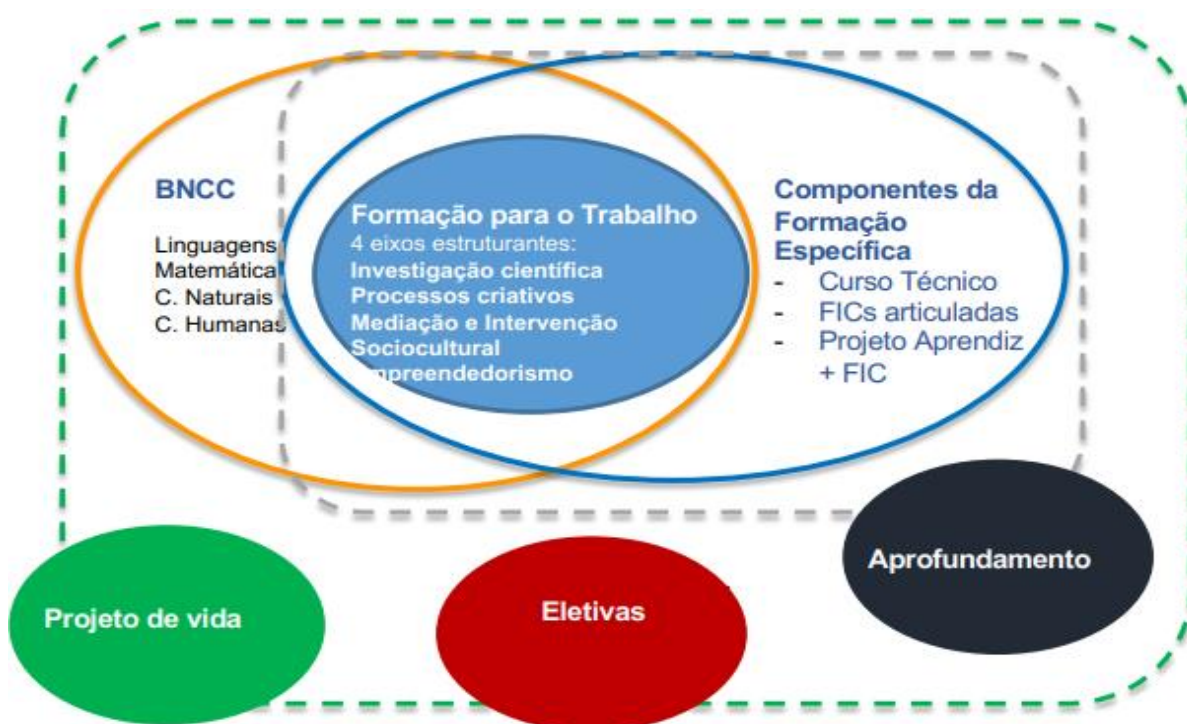 BNCC
Linguagens
Matemática
C. Naturais
C. Humanas
Formação para o Trabalho
4 eixos estruturantes:
Investigação científica
Processos criativos
Mediação e Intervenção
Sociocultural
Empreendedorismo
Componentes da
Formação
Específica
- Curso Técnico
- FICs articuladas
- Projeto Aprendiz
+ FIC
Aprofundamento
Projeto de vida
Eletivas